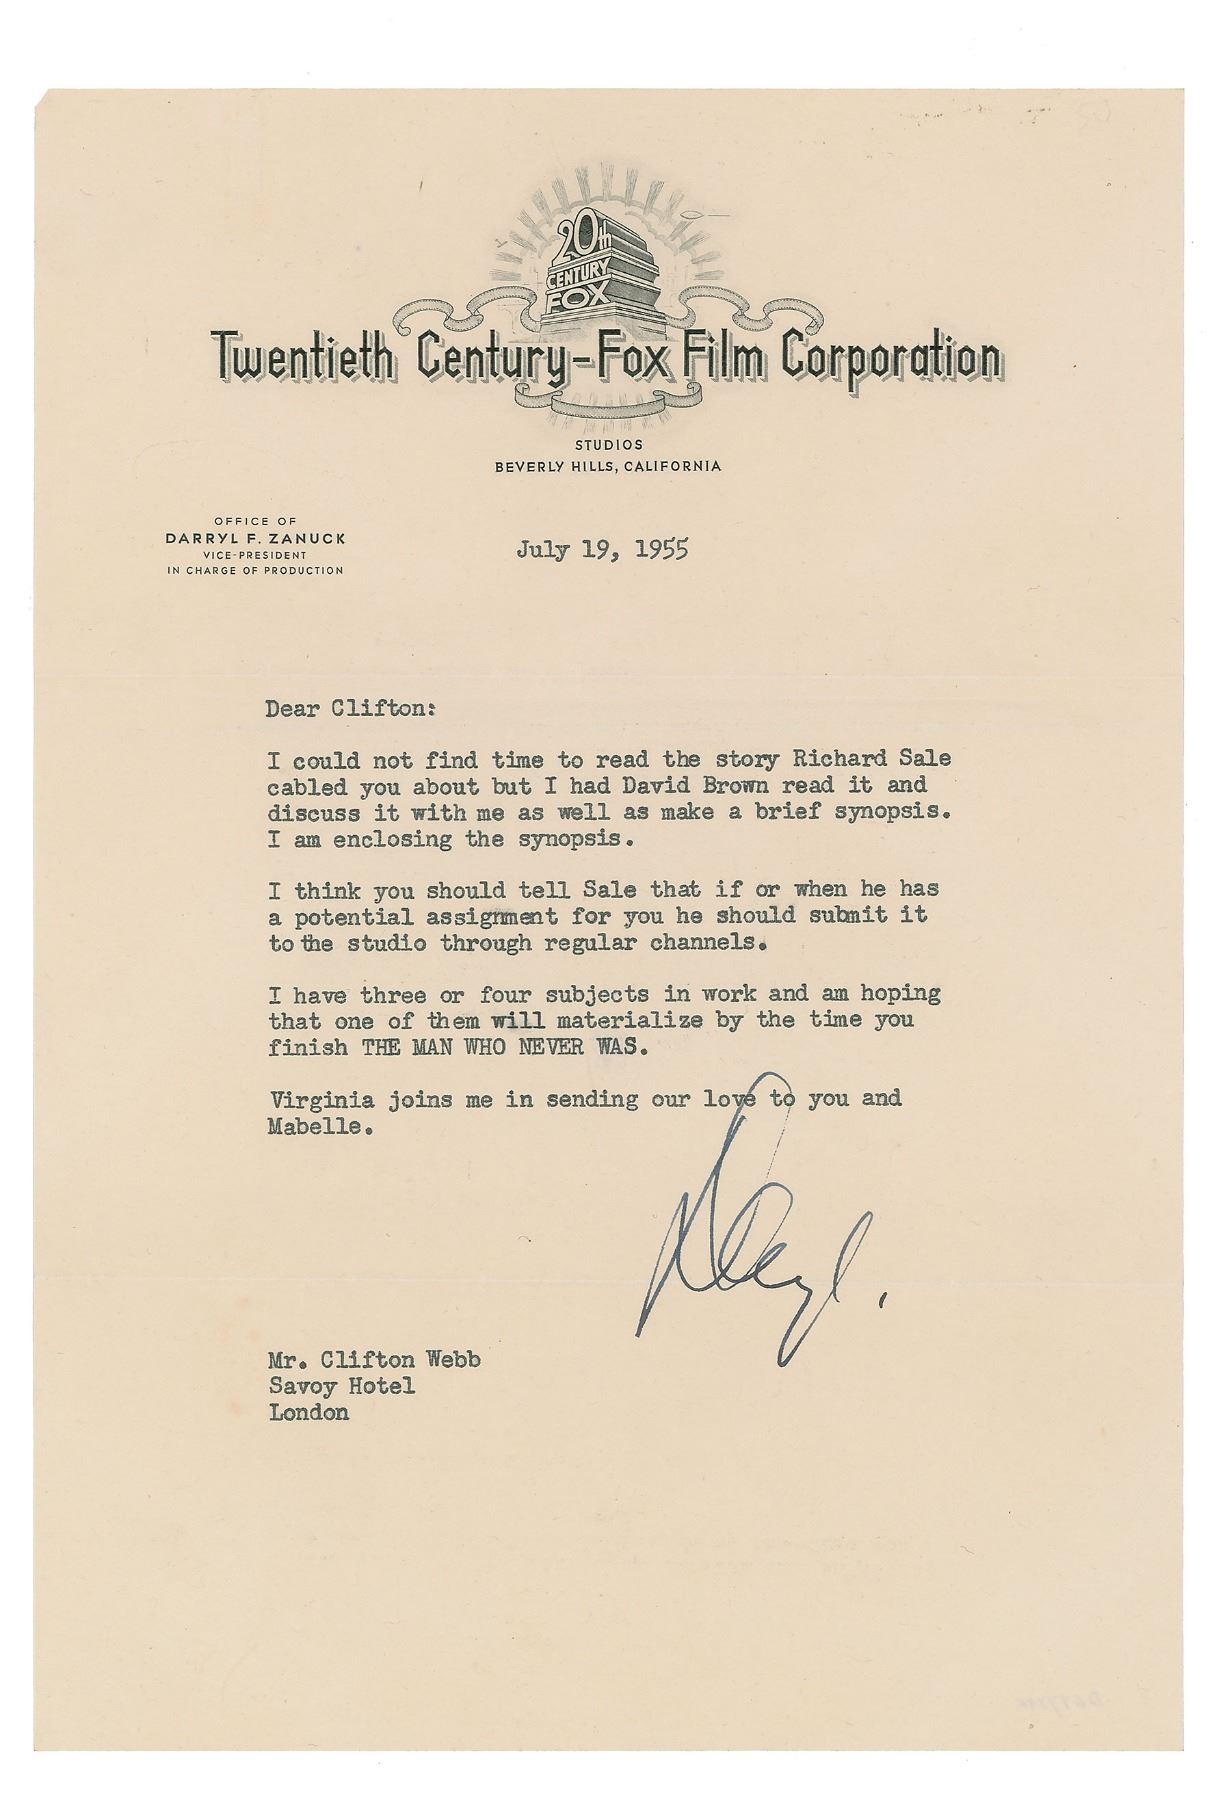 20th
CENTURY
FOX
Twentieth Century-Fox Film Corporation
STUDIOS
BEVERLY HILLS, CALIFORNIA
OFFICE OF
DARRYL F. ZANUCK
VICE-PRESIDENT
IN CHARGE OF PRODUCTION
July 19, 1955
Dear Clifton:
I could not find time to read the story Richard Sale
cabled you about but I had David Brown read it and
discuss it with me as well as make a brief synopsis.
I am enclosing the synopsis.
I think you should tell Sale that if or when he has
a potential assignment for you he should submit it
to the studio through regular channels.
I have three or four subjects in work and am hoping
that one of them will materialize by the time you
finish THE MAN WHO NEVER WAS.
Virginia joins me in sending our love to you and
Mabelle.
Darryl.
Mr. Clifton Webb
Savoy Hotel
London